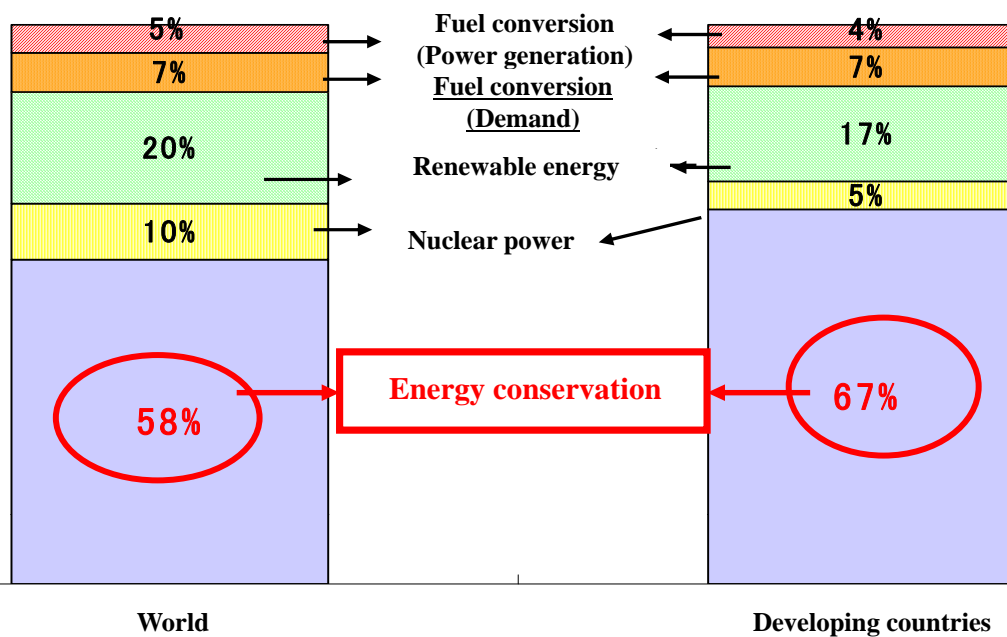 5%
Fuel conversion
4%
(Power generation)
7%
Fuel conversion
7%
(Demand)
20%
Renewable energy
17%
10%
Nuclear power
5%
58%
Energy conservation
67%
World
Developing countries